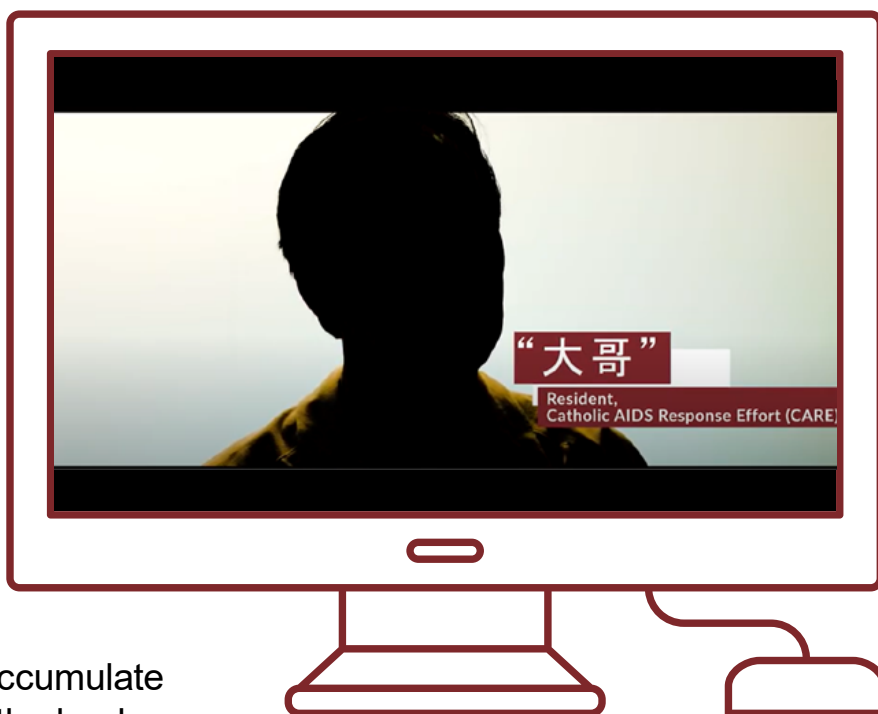 “大哥”
Resident,
Catholic AIDS Response Effort (CARE)
ccumulate